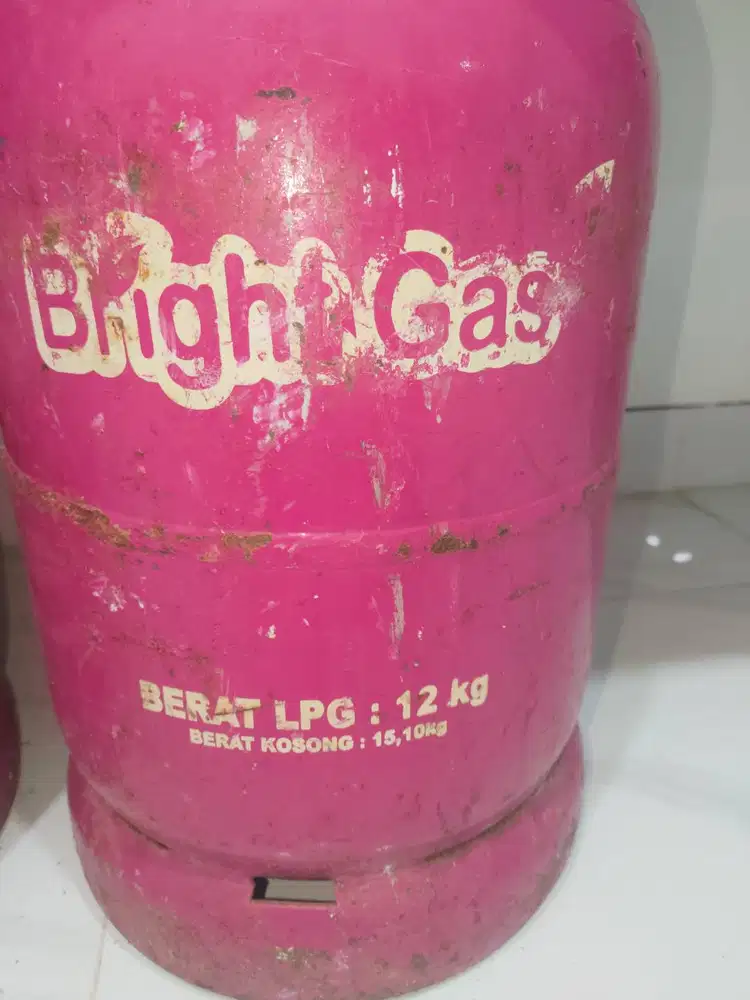 Bright Gas
BERAT LPG : 12 kg
BERAT KOSONG : 15,10kg